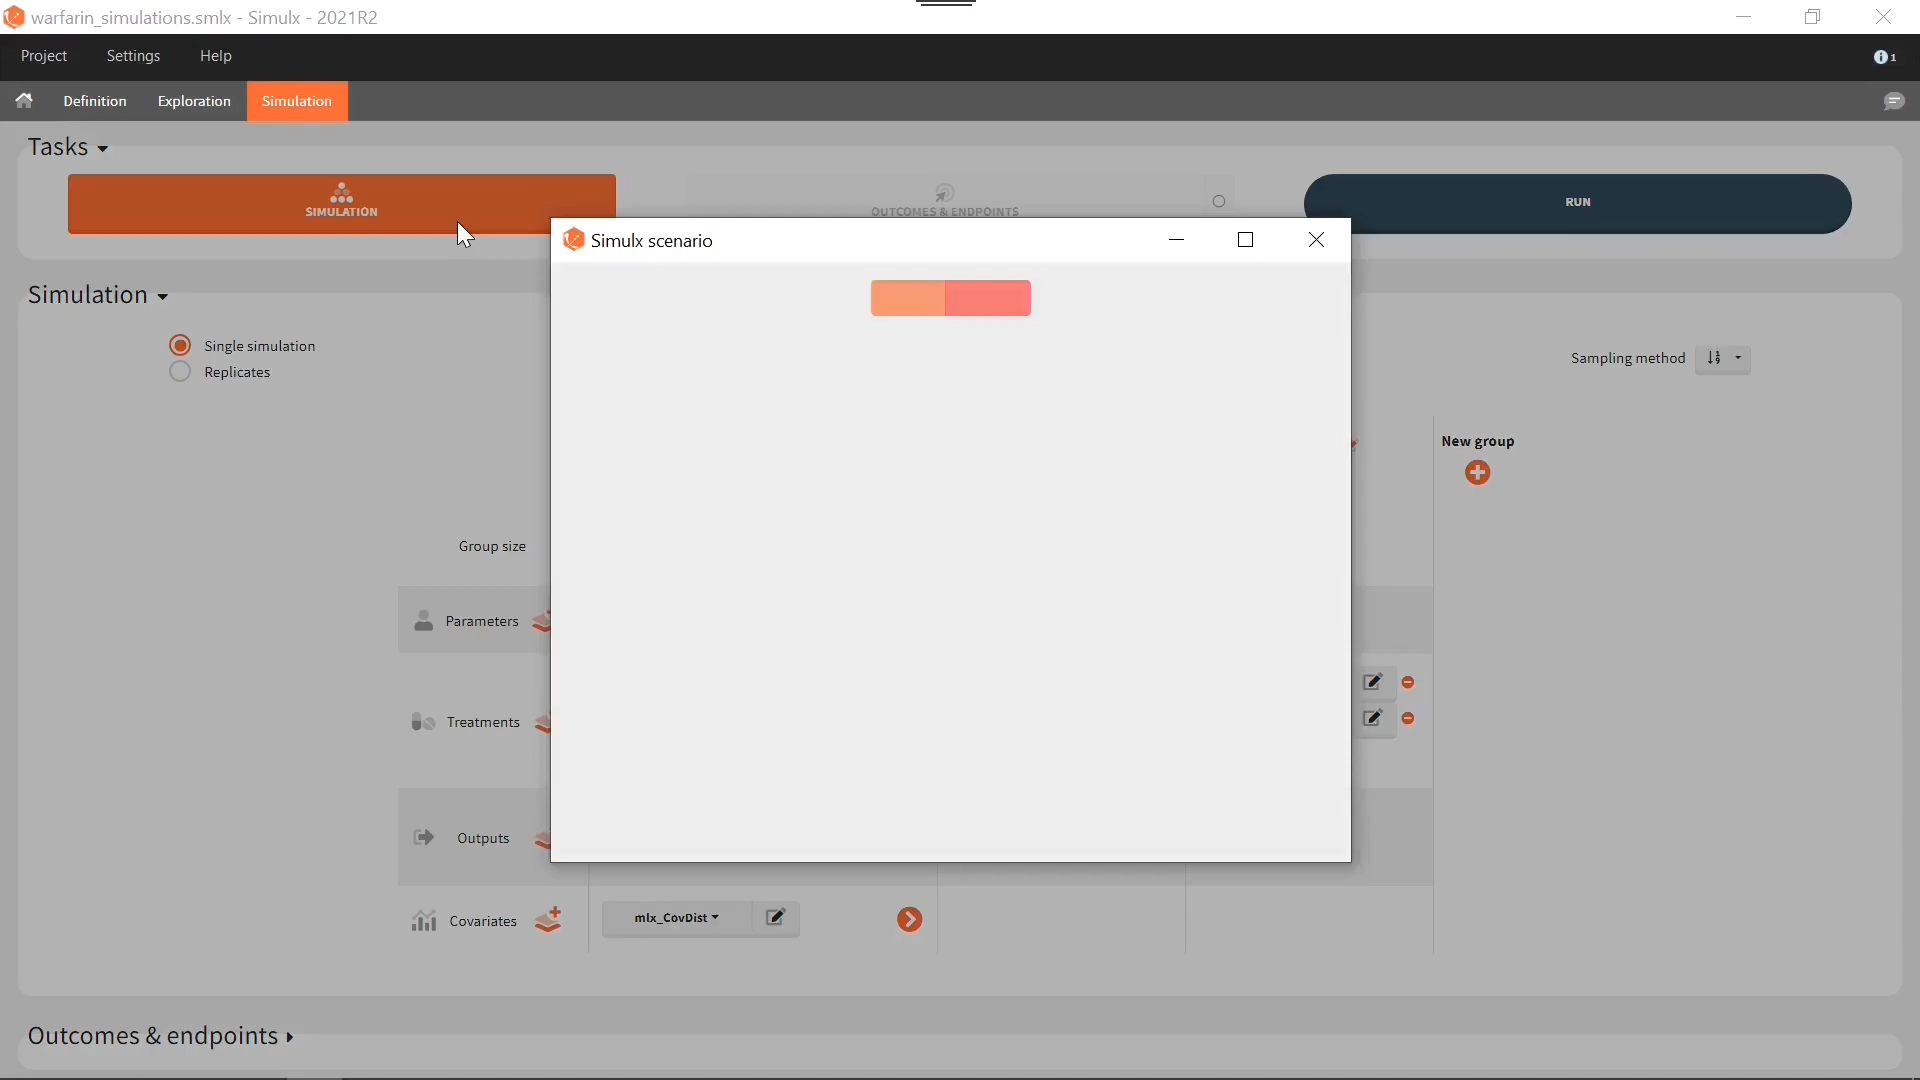 warfarin_simulations.smlx - Simulx - 2021R2
Project Settings Help
1
Definition Exploration Simulation
Tasks
SIMULATION
OUTCOMES & ENDPOINTS
RUN
Simulx scenario
Simulation
Single simulation
Replicates
Sampling method
New group
Group size
Parameters
Treatments
Outputs
Covariates
mlx_CovDist
Outcomes & endpoints